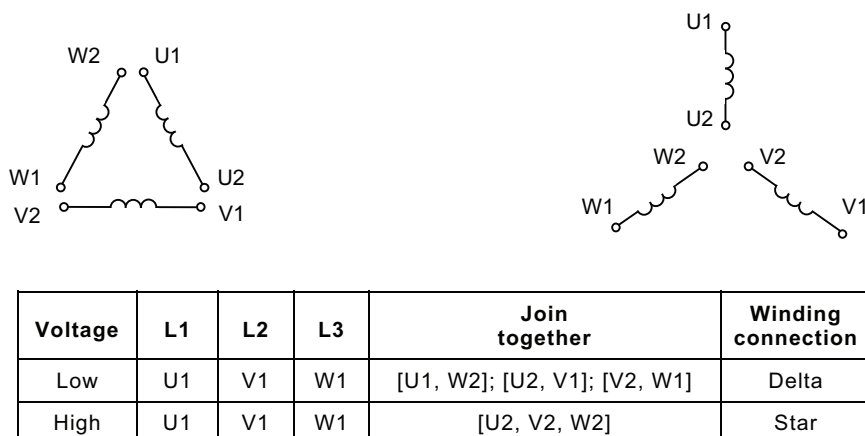 W2 U1
W1 U2
V2 V1
U1
U2
W2 V2
W1 V1
Voltage L1 L2 L3 Join together Winding connection
Low U1 V1 W1 [U1, W2]; [U2, V1]; [V2, W1] Delta
High U1 V1 W1 [U2, V2, W2] Star